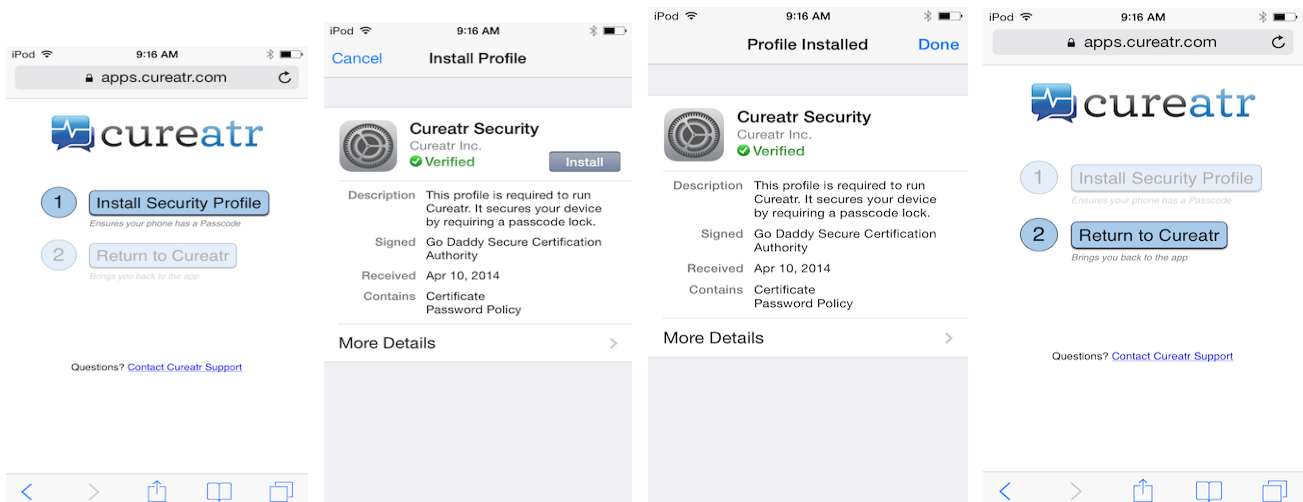 iPod 9:16 AM
apps.cureatr.com
cureatr
1 Install Security Profile
Ensures your phone has a Passcode
2 Return to Cureatr
Brings you back to the app
Questions? Contact Cureatr Support
iPod 9:16 AM
Cancel Install Profile
Cureatr Security
Cureatr Inc.
Verified Install
Description This profile is required to run
Cureatr. It secures your device
by requiring a passcode lock.
Signed Go Daddy Secure Certification
Authority
Received Apr 10, 2014
Contains Certificate
Password Policy
More Details
iPod 9:16 AM
Profile Installed Done
Cureatr Security
Cureatr Inc.
Verified
Description This profile is required to run
Cureatr. It secures your device
by requiring a passcode lock.
Signed Go Daddy Secure Certification
Authority
Received Apr 10, 2014
Contains Certificate
Password Policy
More Details
iPod 9:16 AM
apps.cureatr.com
cureatr
1 Install Security Profile
Ensures your phone has a Passcode
2 Return to Cureatr
Brings you back to the app
Questions? Contact Cureatr Support